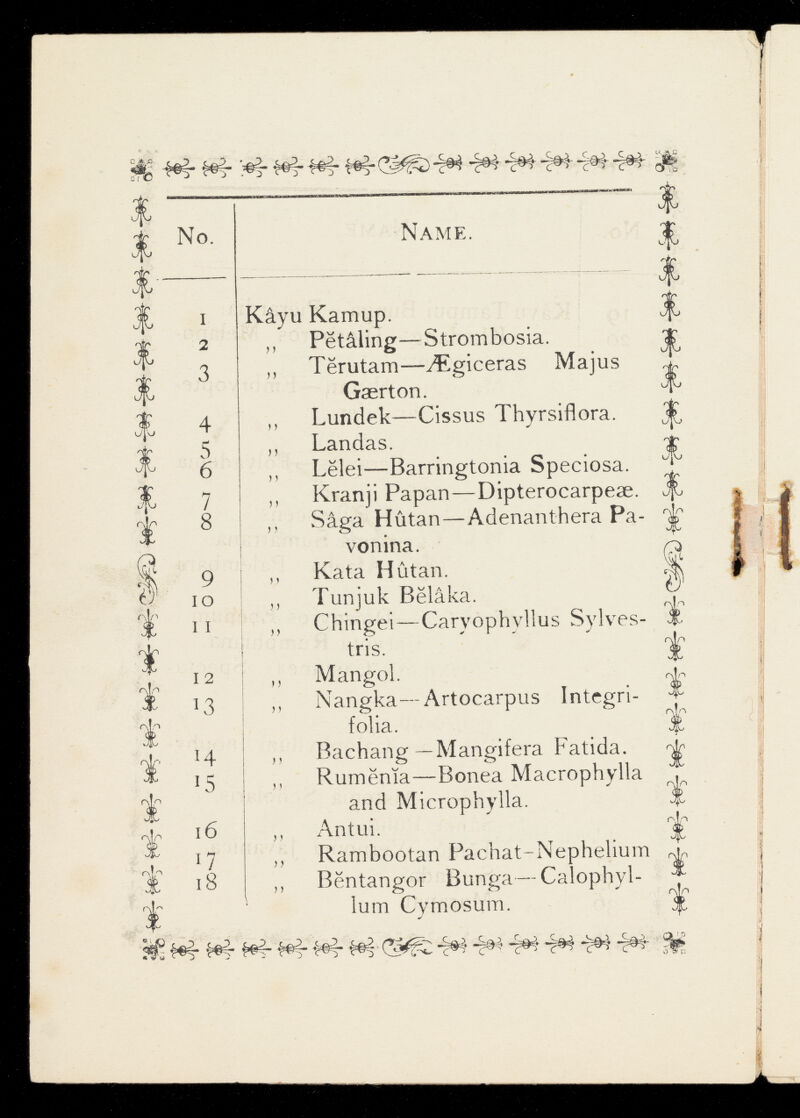 No. NAME.
1 Kâyu Kamup.
2 ,, Pĕtâling—Strombosia.
3 ,, Tĕrutam—Ægiceras Majus
Gærton.
4 ,, Lundek—Cissus Thyrsiflora.
5 ,, Landas.
6 ,, Lĕlei—Barringtonia Speciosa.
7 ,, Kranji Papan—Dipterocarpeæ.
8 ,, Sâga Hûtan—Adenanthera Pa-
vonina.
9 ,, Kata Hûtan.
10 ,, Tunjuk Bĕlâka.
11 ,, Chingei—Caryophyllus Sylves-
tris.
12 ,, Mangol.
13 ,, Nangka—Artocarpus Integri-
folia.
14 ,, Bachang—Mangifera Fatida.
15 ,, Rumĕnĭa—Bonea Macrophylla
and Microphylla.
16 ,, Antui.
17 ,, Rambootan Pachat-Nephelium
18 ,, Bĕntangor Bunga—Calophyl-
lum Cymosum.